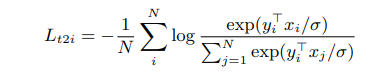 L_{t2i} = -\frac{1}{N} \sum_{i}^{N} \log \frac{\exp(y_i^\top x_i/\sigma)}{\sum_{j=1}^{N} \exp(y_i^\top x_j/\sigma)}